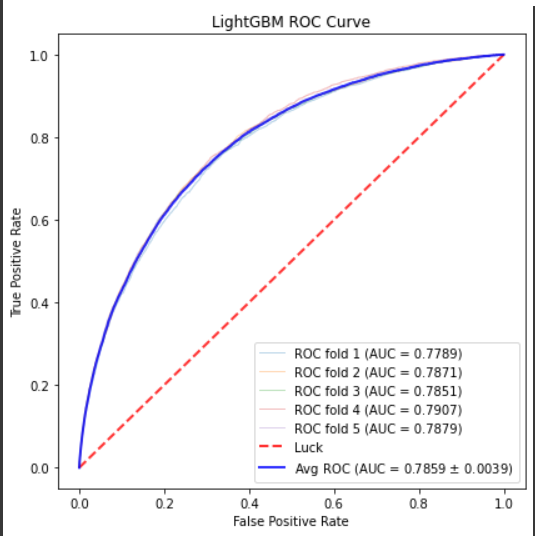 LightGBM ROC Curve
1.0
0.8
0.6
0.4
0.2
0.0
True Positive Rate
ROC fold 1 (AUC = 0.7789)
ROC fold 2 (AUC = 0.7871)
ROC fold 3 (AUC = 0.7851)
ROC fold 4 (AUC = 0.7907)
ROC fold 5 (AUC = 0.7879)
Luck
Avg ROC (AUC = 0.7859 ± 0.0039)
0.0 0.2 0.4 0.6 0.8 1.0
False Positive Rate